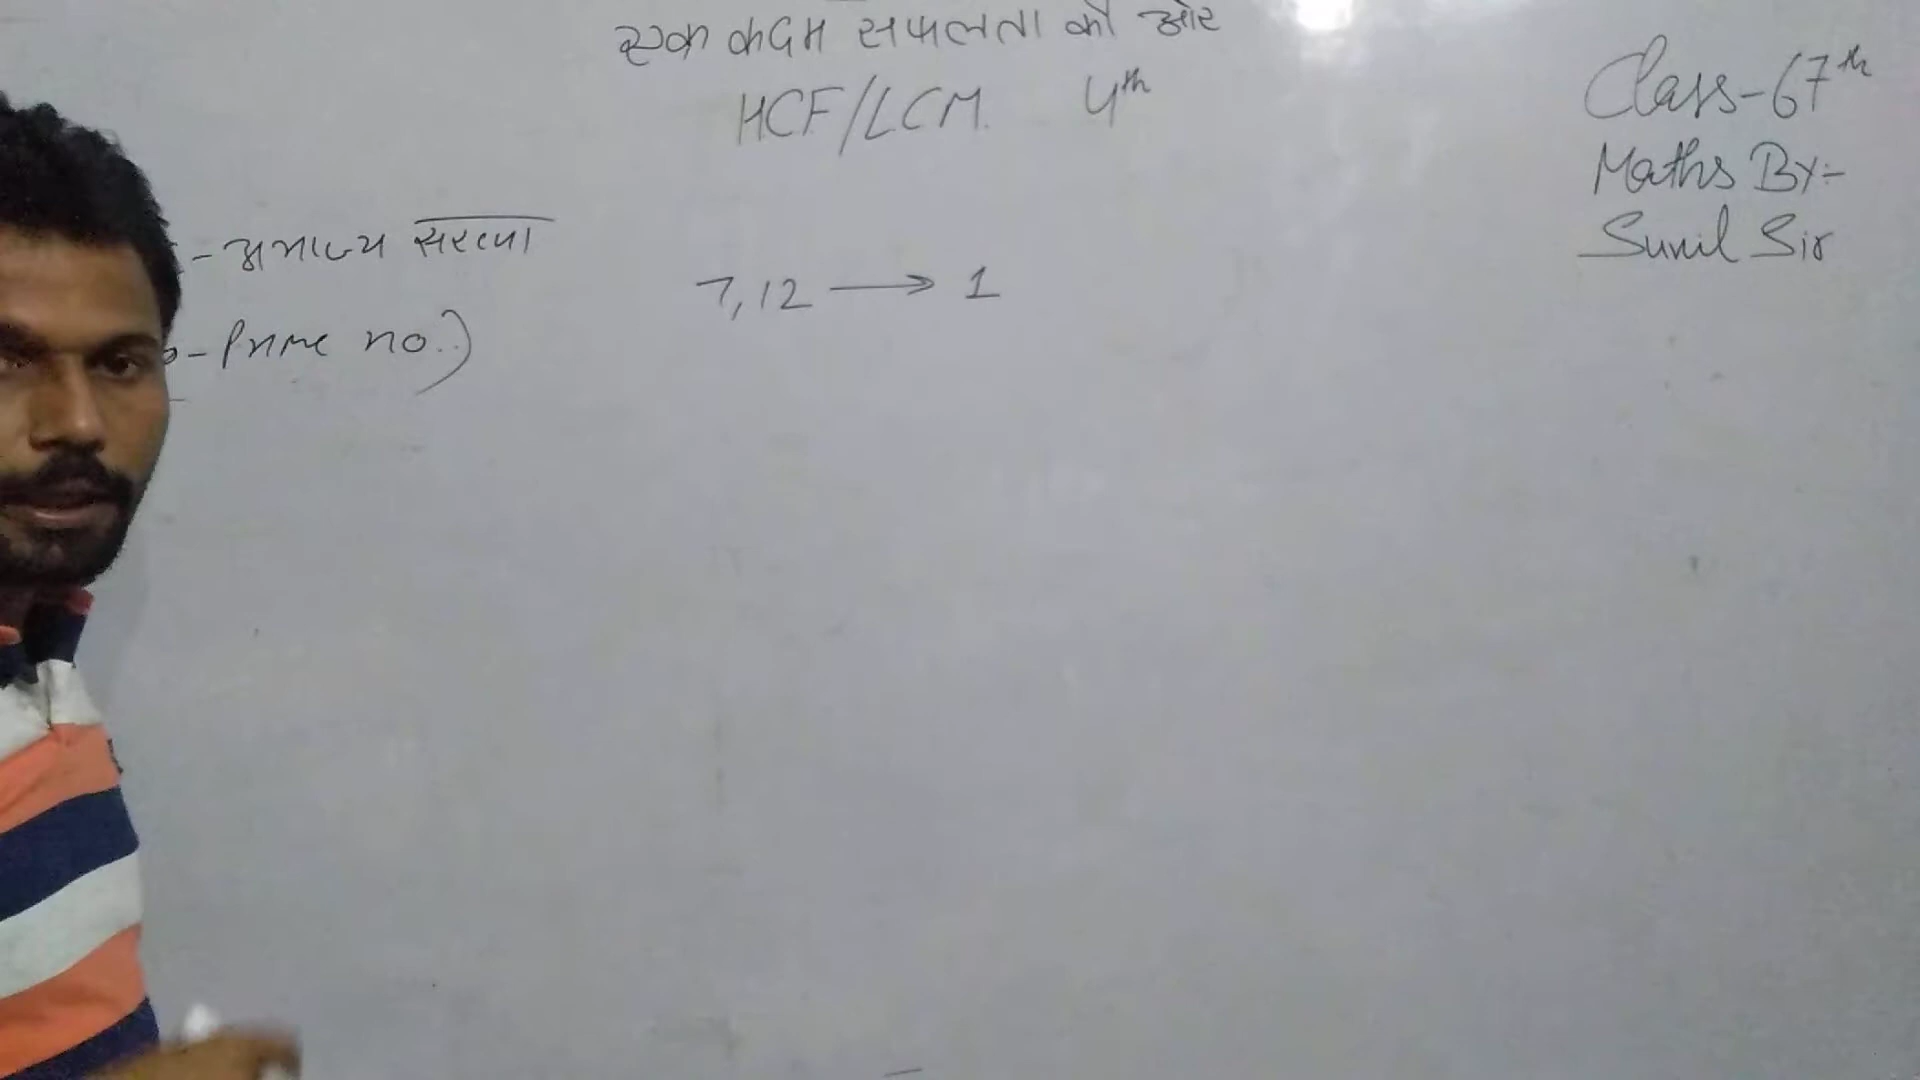 एक कदम सफलता की ओर
HCF/LCM 4th
Class-67th
Maths By:-
Sunil Sir
-अभाज्य संख्या
7,12 → 1
-Prime no.)